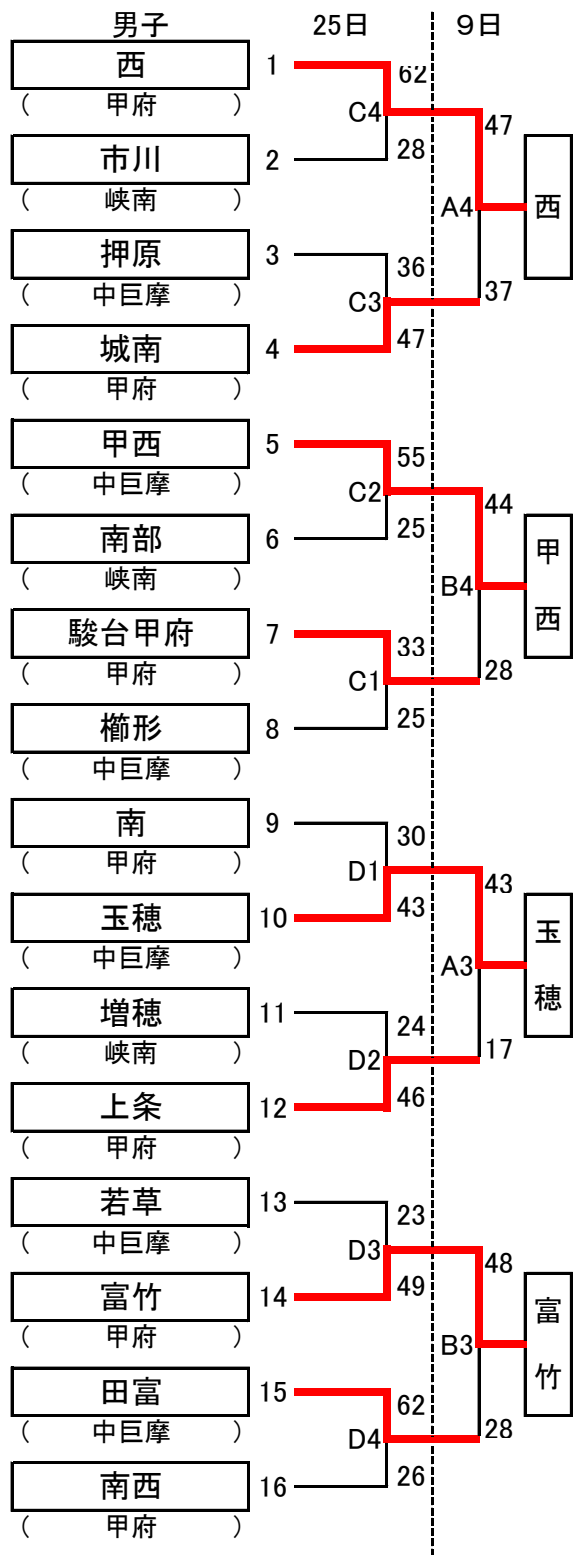 男子 25日 9日
西 1 62
( 甲府 ) C4 47
市川 2 28
( 峡南 ) A4 西
押原 3 36
( 中巨摩 ) C3 37
城南 4 47
( 甲府 )
甲西 5 55
( 中巨摩 ) C2 44
南部 6 25
( 峡南 ) B4 甲西
駿台甲府 7 33
( 甲府 ) C1 28
櫛形 8 25
( 中巨摩 )
南 9 30
( 甲府 ) D1 43
玉穂 10 43
( 中巨摩 ) A3 玉穂
増穂 11 24
( 峡南 ) D2 17
上条 12 46
( 甲府 )
若草 13 23
( 中巨摩 ) D3 48
富竹 14 49
( 甲府 ) B3 富竹
田富 15 62
( 中巨摩 ) D4 28
南西 16 26
( 甲府 )